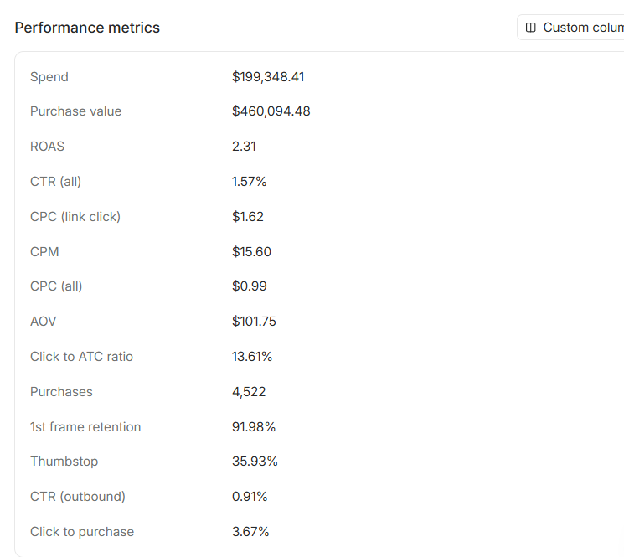 Performance metrics
Custom colum
Spend $199,348.41
Purchase value $460,094.48
ROAS 2.31
CTR (all) 1.57%
CPC (link click) $1.62
CPM $15.60
CPC (all) $0.99
AOV $101.75
Click to ATC ratio 13.61%
Purchases 4,522
1st frame retention 91.98%
Thumbstop 35.93%
CTR (outbound) 0.91%
Click to purchase 3.67%